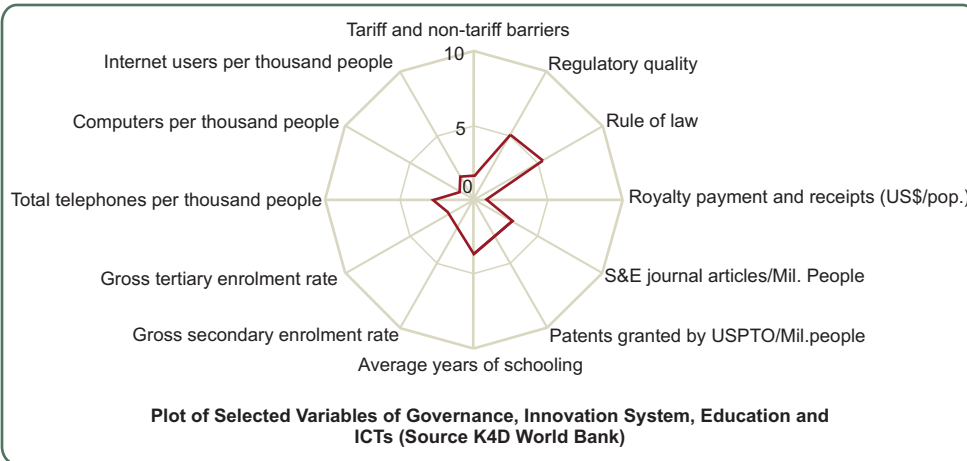 Tariff and non-tariff barriers
10
Internet users per thousand people
Regulatory quality
Computers per thousand people
5
Rule of law
0
Total telephones per thousand people
Royalty payment and receipts (US$/pop.)
Gross tertiary enrolment rate
S&E journal articles/Mil. People
Gross secondary enrolment rate
Patents granted by USPTO/Mil.people
Average years of schooling
Plot of Selected Variables of Governance, Innovation System, Education and
ICTs (Source K4D World Bank)